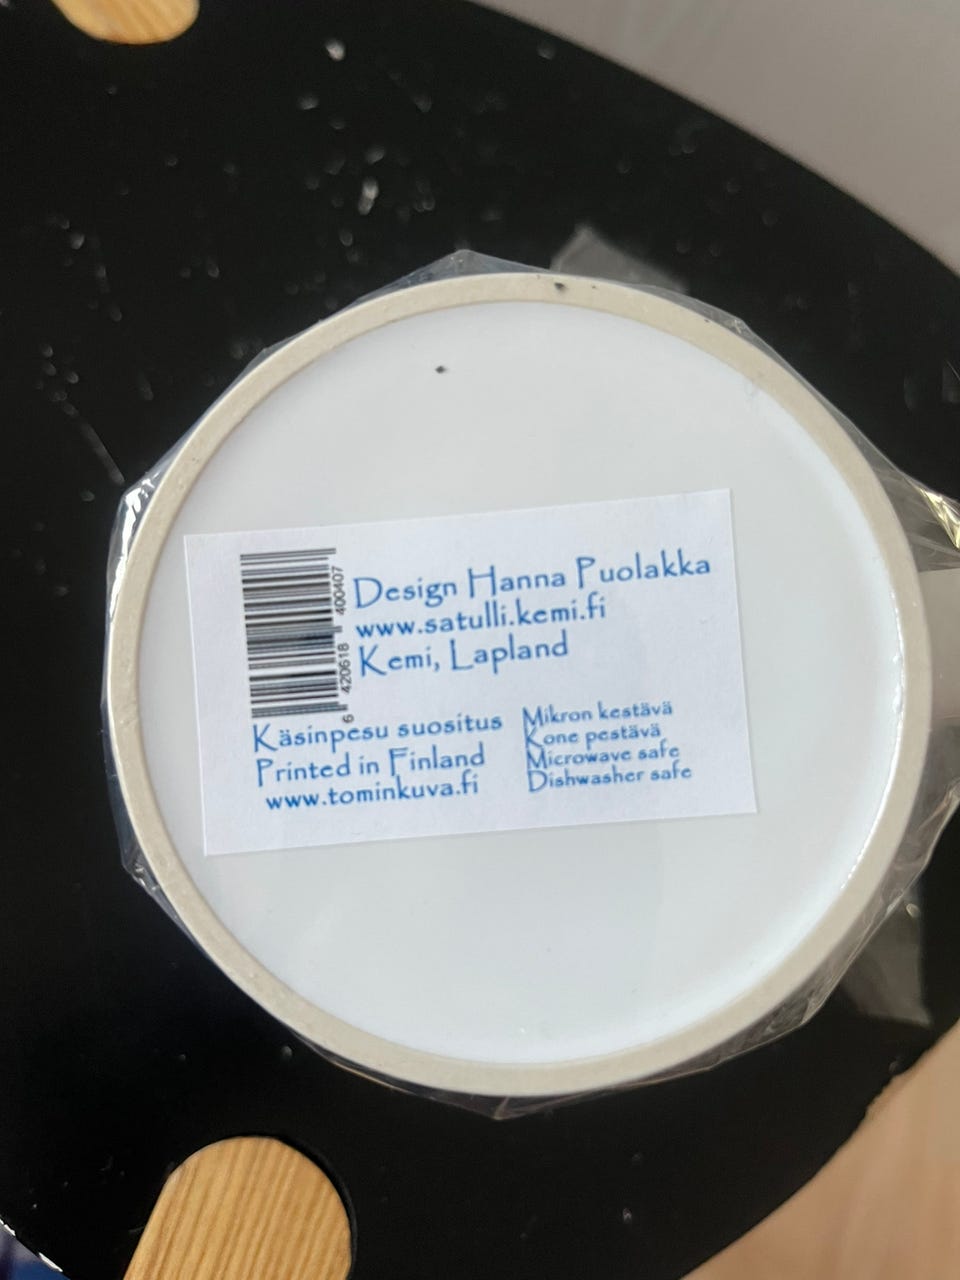 Design Hanna Puolakka
www.satulli.kemi.fi
Kemi, Lapland
6 420618 400407
Käsinpesu suositus
Printed in Finland
www.tominkuva.fi
Mikron kestävä
Kone pestävä
Microwave safe
Dishwasher safe